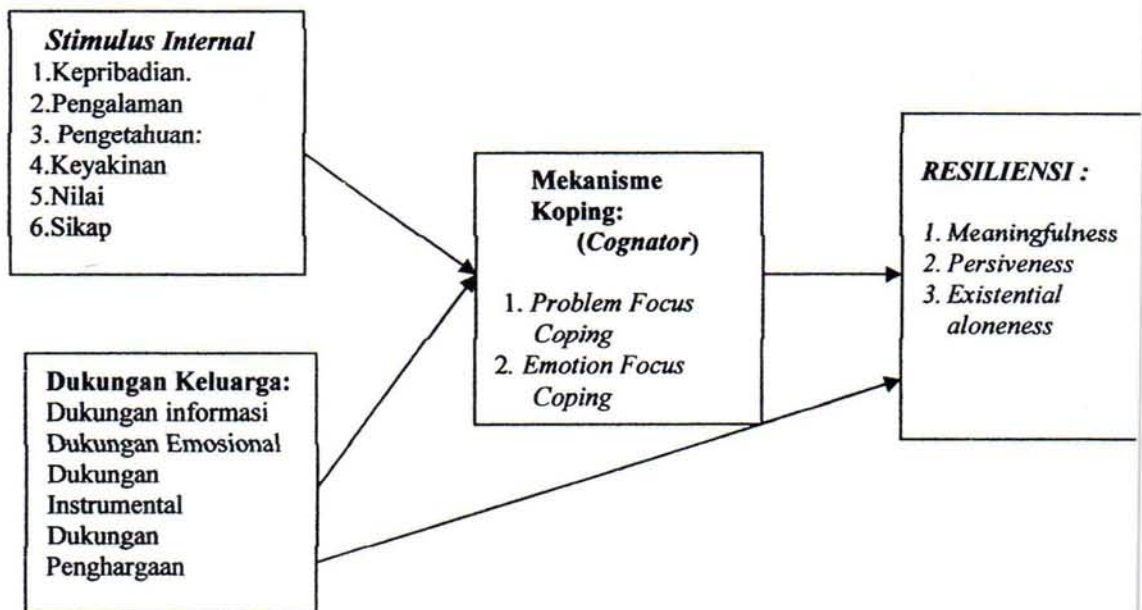 Stimulus Internal
1.Kepribadian.
2.Pengalaman
3. Pengetahuan:
4.Keyakinan
5.Nilai
6.Sikap
Dukungan Keluarga:
Dukungan informasi
Dukungan Emosional
Dukungan
Instrumental
Dukungan
Penghargaan
Mekanisme
Koping:
(Cognator)
1. Problem Focus
Coping
2. Emotion Focus
Coping
RESILIENSI :
1. Meaningfulness
2. Persiveness
3. Existential
aloneness